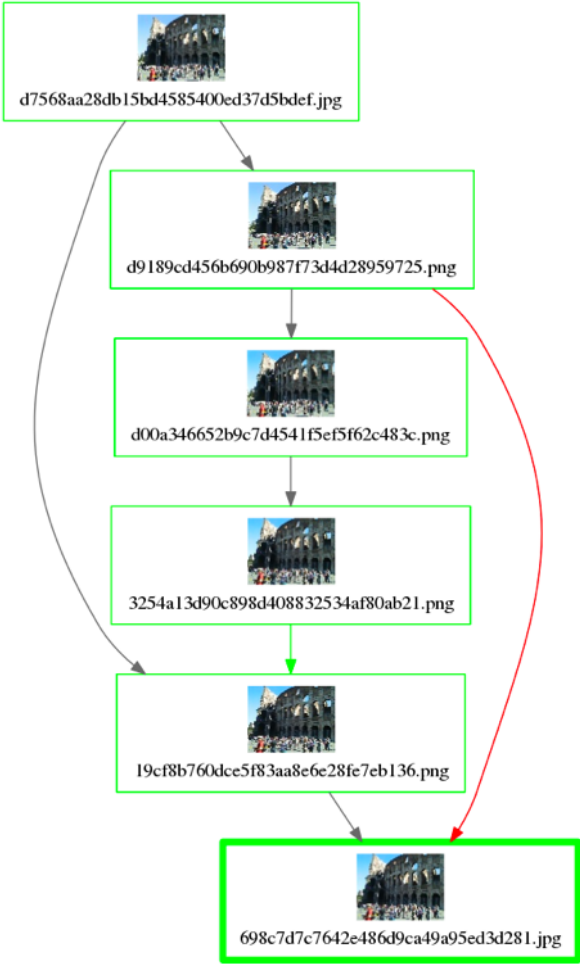 d7568aa28db15bd4585400ed37d5bdef.jpg
d9189cd456b690b987f73d4d28959725.png
d00a346652b9c7d4541f5ef5f62c483c.png
3254a13d90c898d408832534af80ab21.png
19cf8b760dce5f83aa8e6e28fe7eb136.png
698c7d7c7642e486d9ca49a95ed3d281.jpg